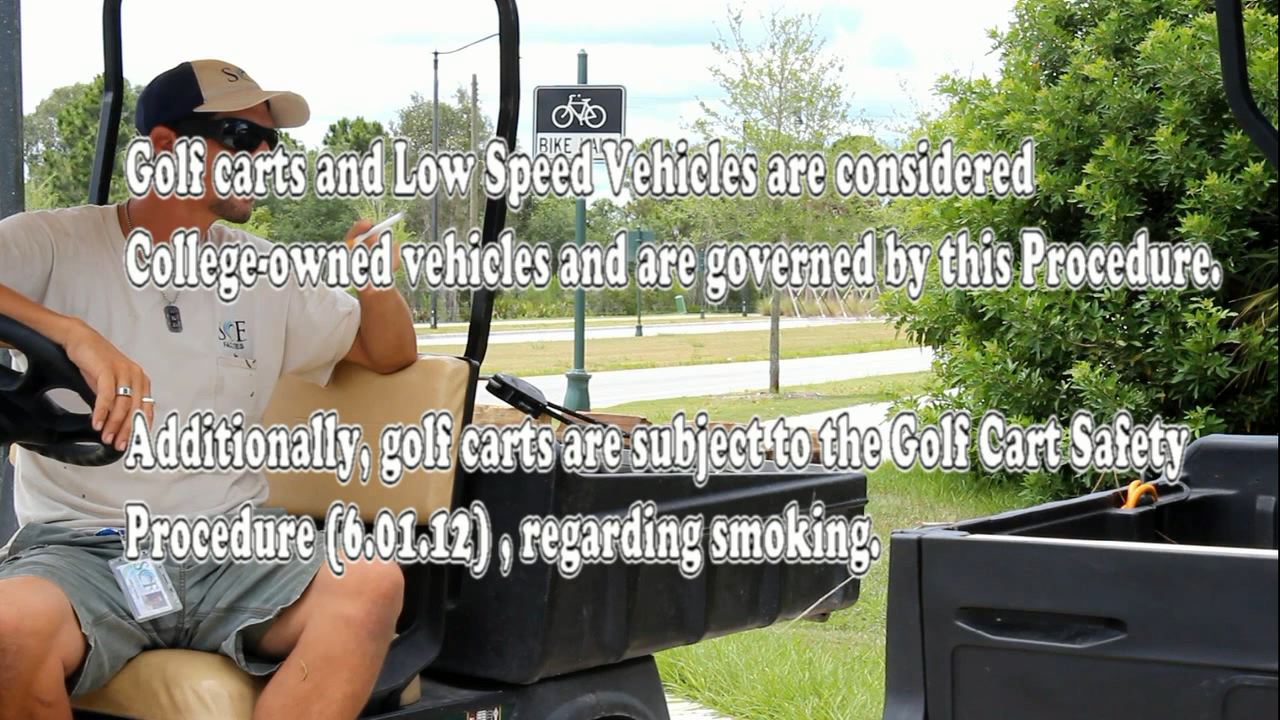 BIKE
Golf carts and Low Speed Vehicles are considered
College-owned vehicles and are governed by this Procedure.
Additionally, golf carts are subject to the Golf Cart Safety
Procedure (6.01.12) , regarding smoking.